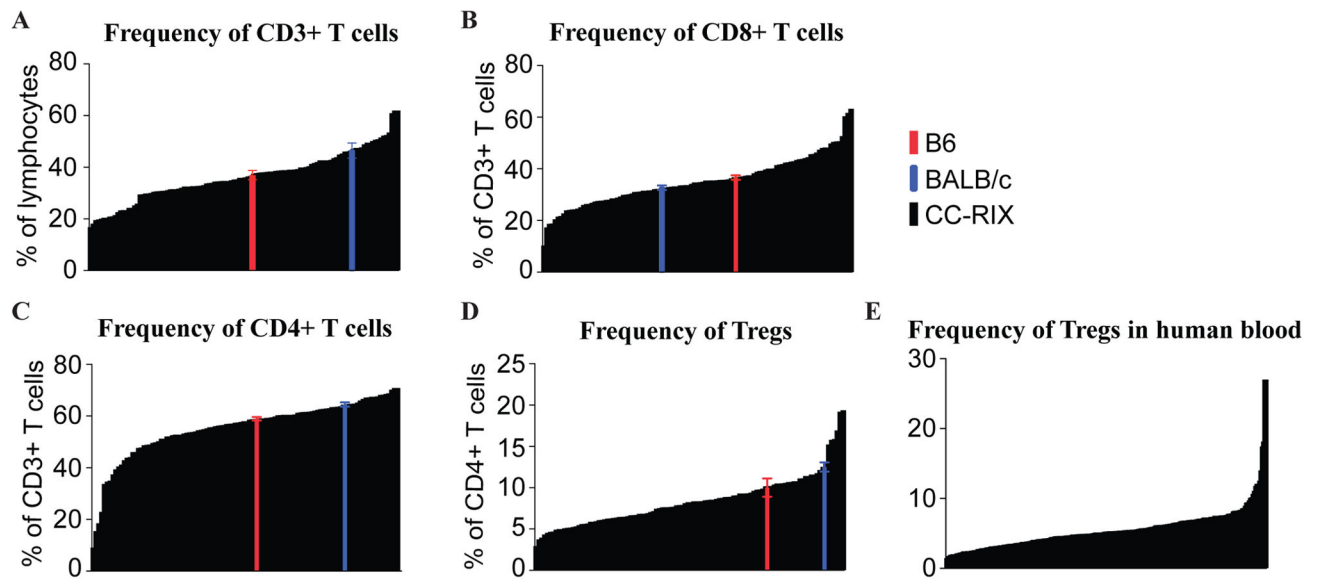 A
Frequency of CD3+ T cells
% of lymphocytes
80
60
40
20
0
B
Frequency of CD8+ T cells
% of CD3+ T cells
80
60
40
20
0
B6
BALB/c
CC-RIX
C
Frequency of CD4+ T cells
% of CD3+ T cells
80
60
40
20
0
D
Frequency of Tregs
% of CD4+ T cells
25
20
15
10
5
0
E
Frequency of Tregs in human blood
30
20
10
0